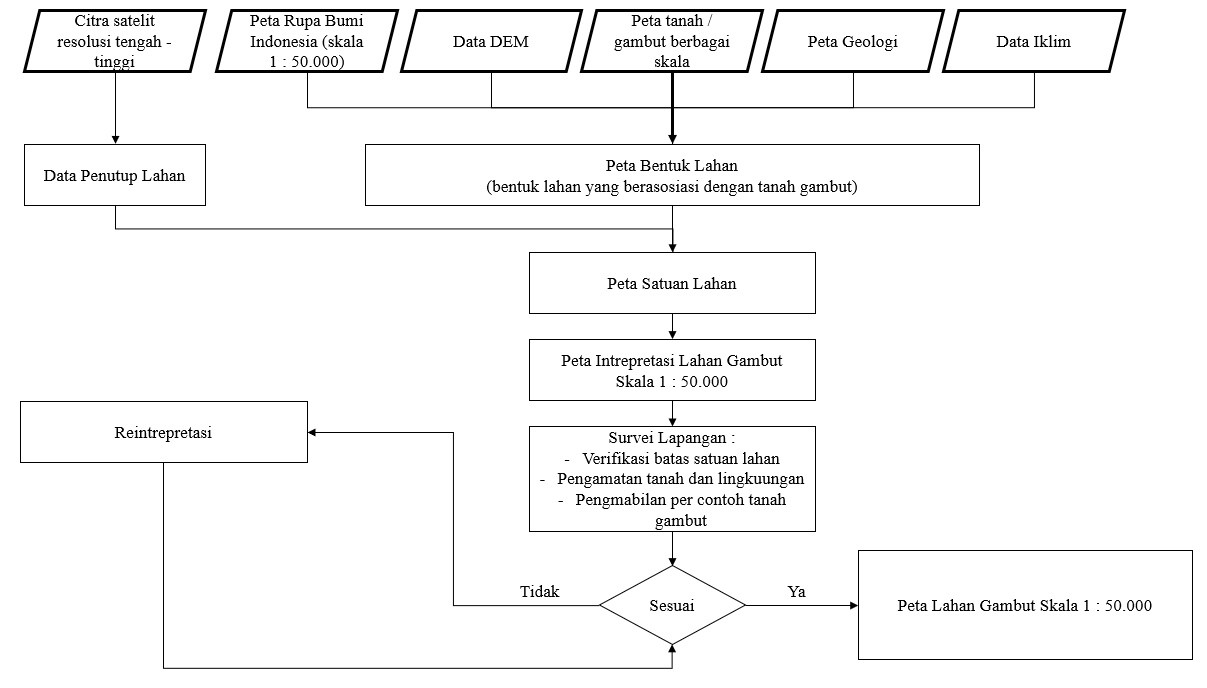 Citra satelit
resolusi tengah -
tinggi
Peta Rupa Bumi
Indonesia (skala
1 : 50.000)
Data DEM
Peta tanah /
gambut berbagai
skala
Peta Geologi
Data Iklim
Data Penutup Lahan
Peta Bentuk Lahan
(bentuk lahan yang berasosiasi dengan tanah gambut)
Peta Satuan Lahan
Peta Intrepretasi Lahan Gambut
Skala 1 : 50.000
Reintrepretasi
Survei Lapangan :
- Verifikasi batas satuan lahan
- Pengamatan tanah dan lingkuungan
- Pengmabilan per contoh tanah
gambut
Tidak
Sesuai
Ya
Peta Lahan Gambut Skala 1 : 50.000